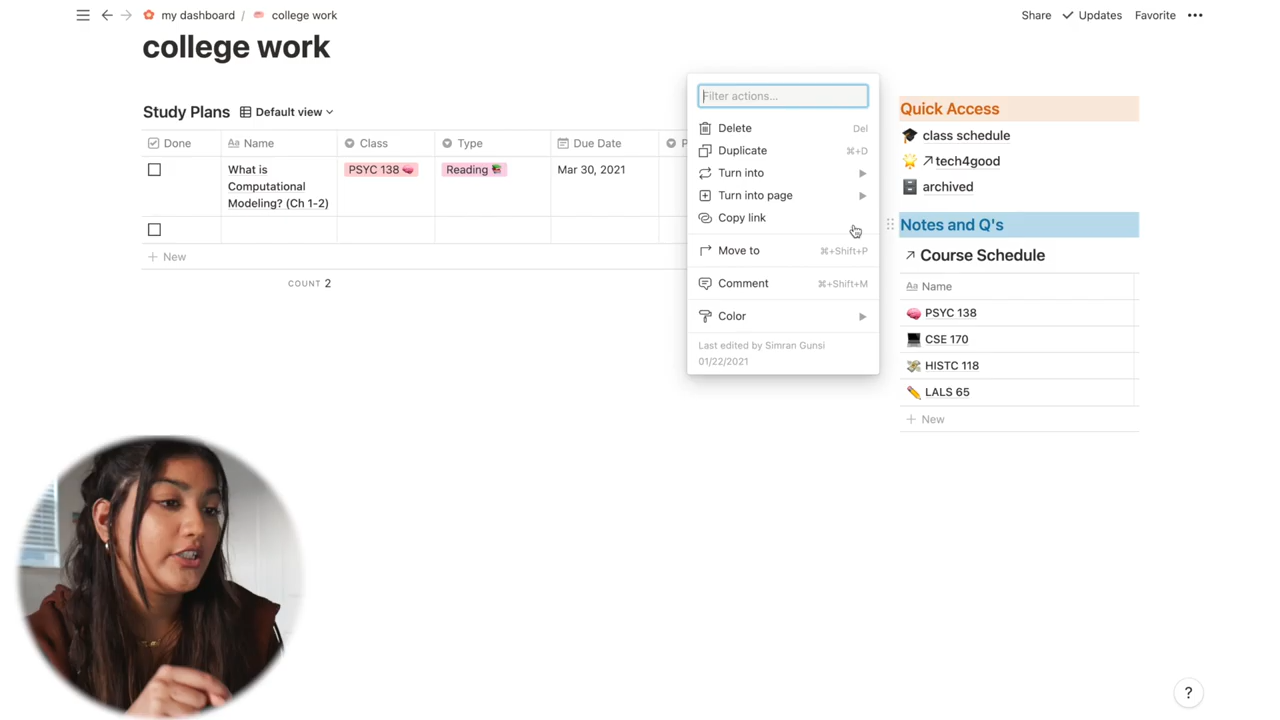 my dashboard / college work
Share Updates Favorite
college work
Study Plans Default view
Done Aa Name Class Type Due Date P
What is
Computational
Modeling? (Ch 1-2)
PSYC 138
Reading
Mar 30, 2021
+ New
COUNT 2
Filter actions...
Delete Del
Duplicate ⌘+D
Turn into
Turn into page
Copy link
Move to ⌘+Shift+P
Comment ⌘+Shift+M
Color
Last edited by Simran Gunsi
01/22/2021
Quick Access
class schedule
tech4good
archived
Notes and Q's
Course Schedule
Aa Name
PSYC 138
CSE 170
HISTC 118
LALS 65
+ New
?